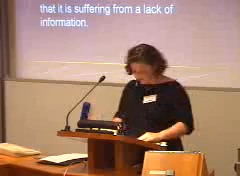 that it is suffering from a lack of
information.